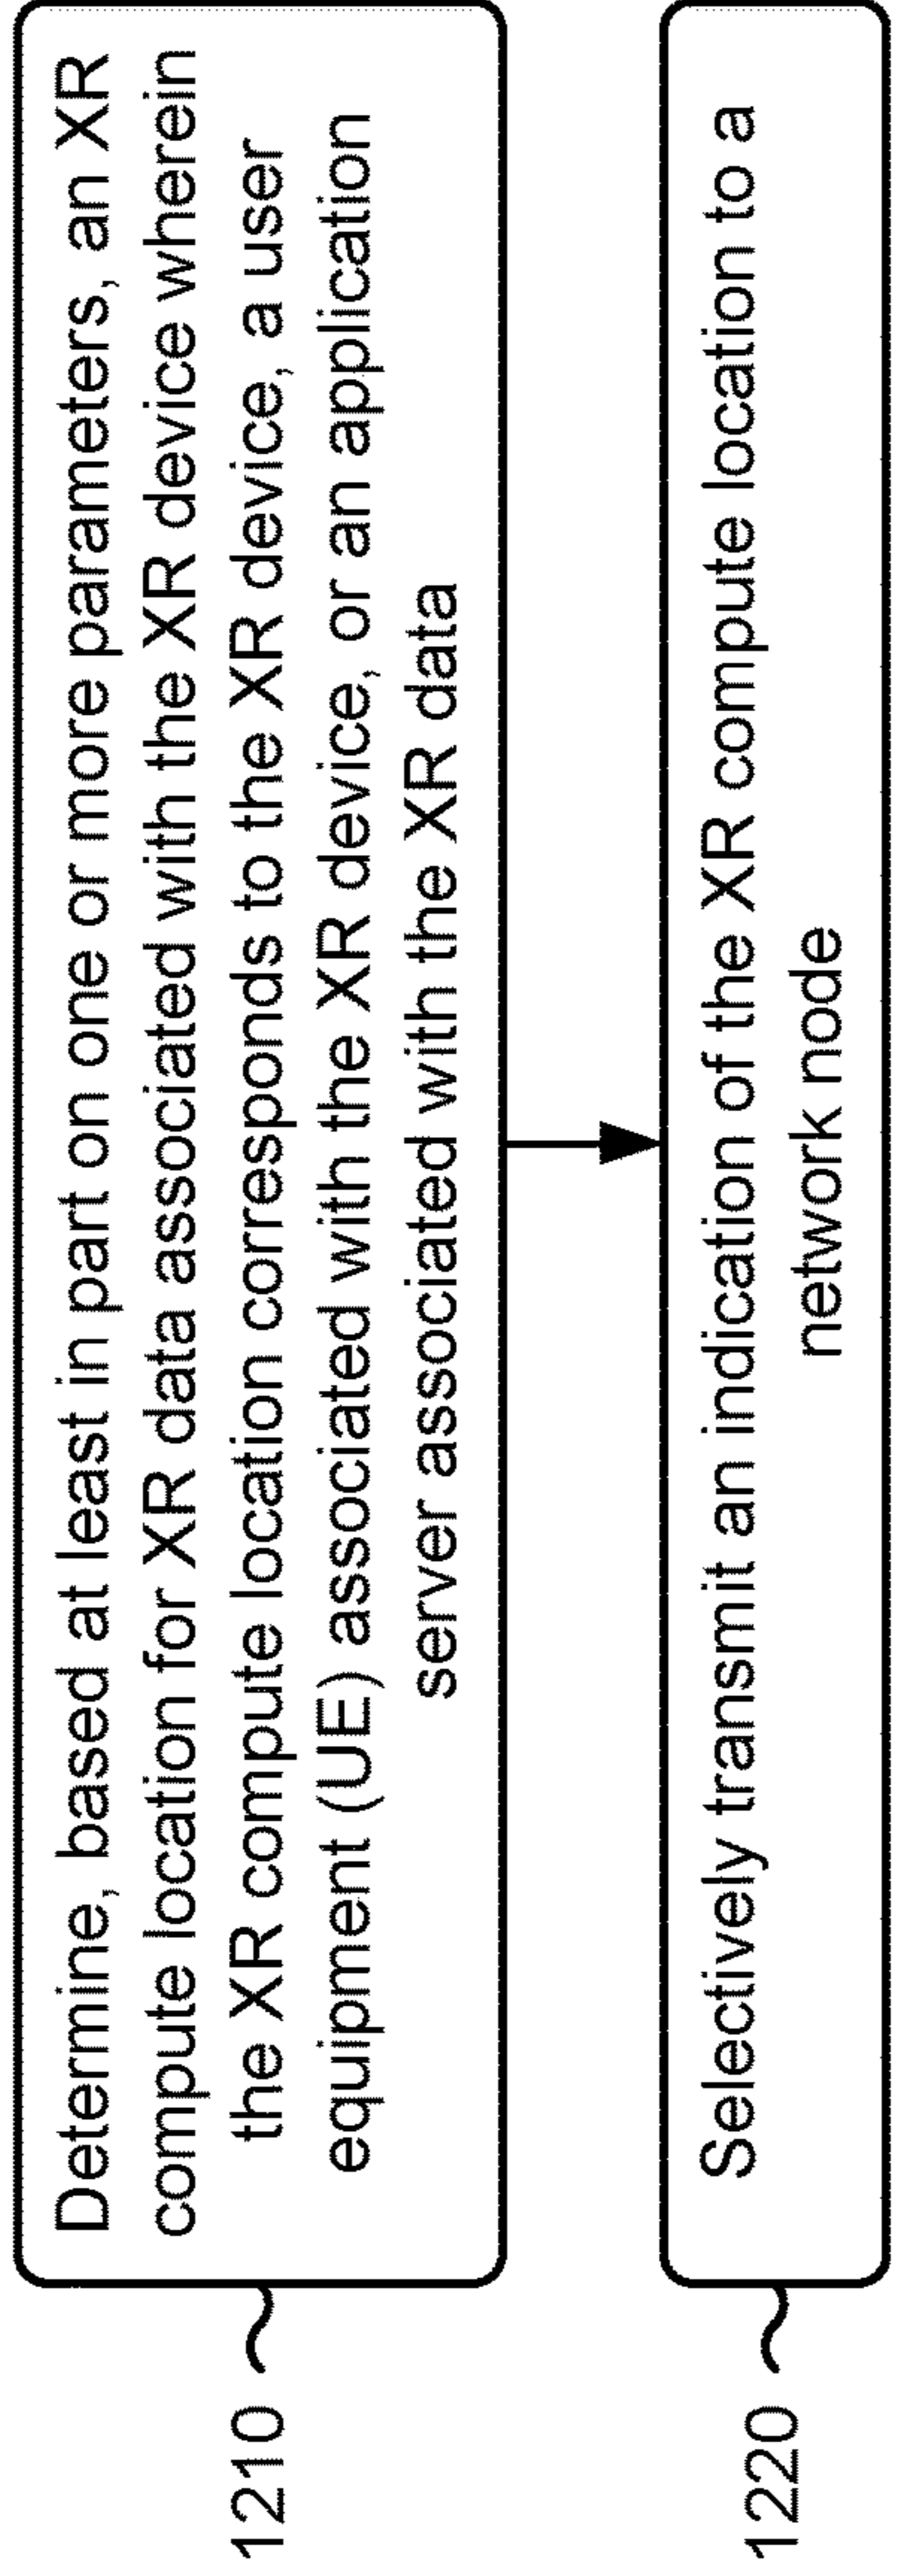 Determine, based at least in part on one or more parameters, an XR
compute location for XR data associated with the XR device wherein
the XR compute location corresponds to the XR device, a user
equipment (UE) associated with the XR device, or an application
server associated with the XR data
1210
Selectively transmit an indication of the XR compute location to a
network node
1220